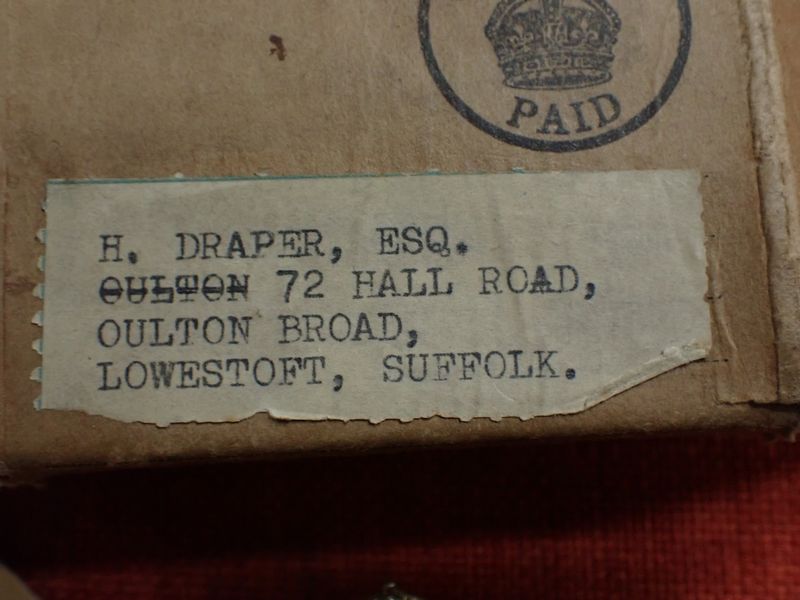 PAID
H. DRAPER, ESQ.
OULTON 72 HALL ROAD,
OULTON BROAD,
LOWESTOFT, SUFFOLK.